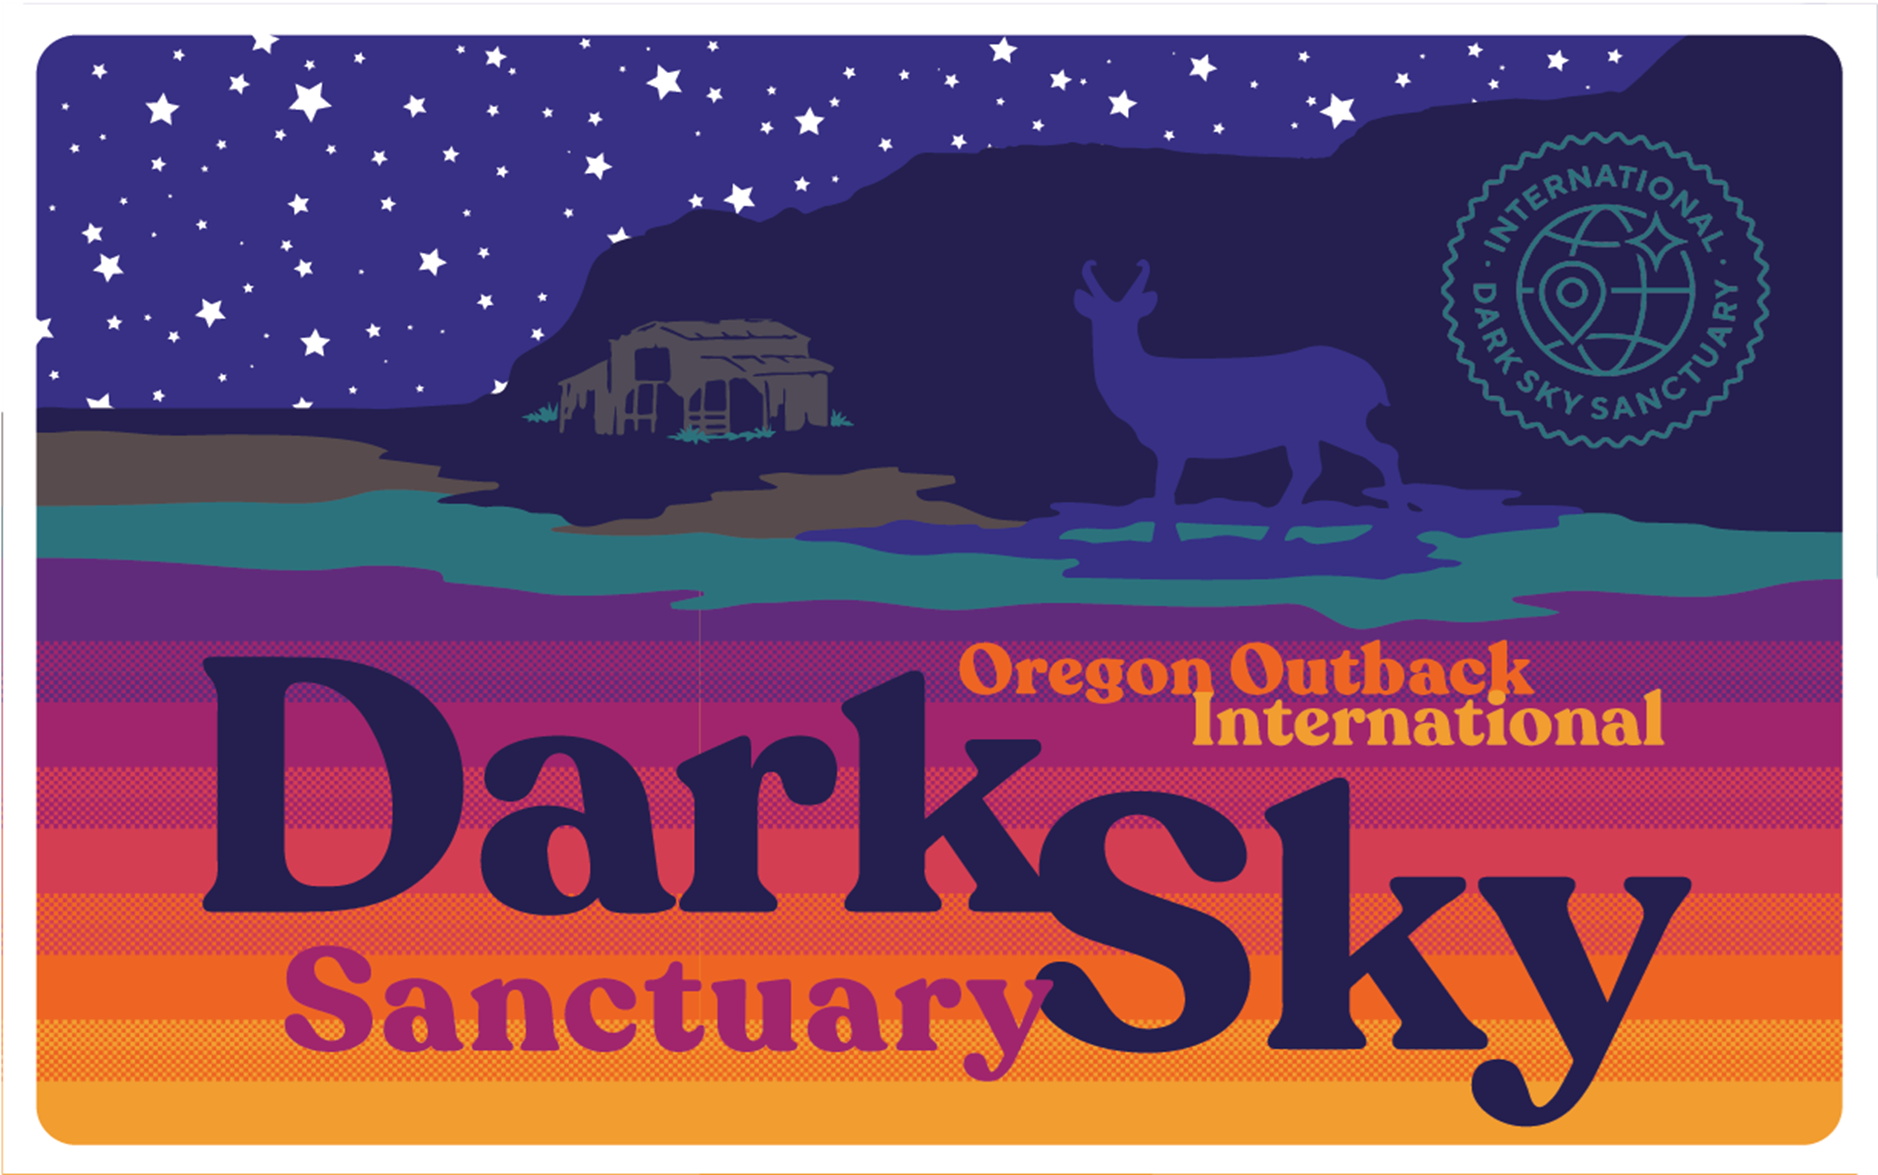 · INTERNATIONAL ·
DARK SKY SANCTUARY
Oregon Outback
International
Dark
Sky
Sanctuary